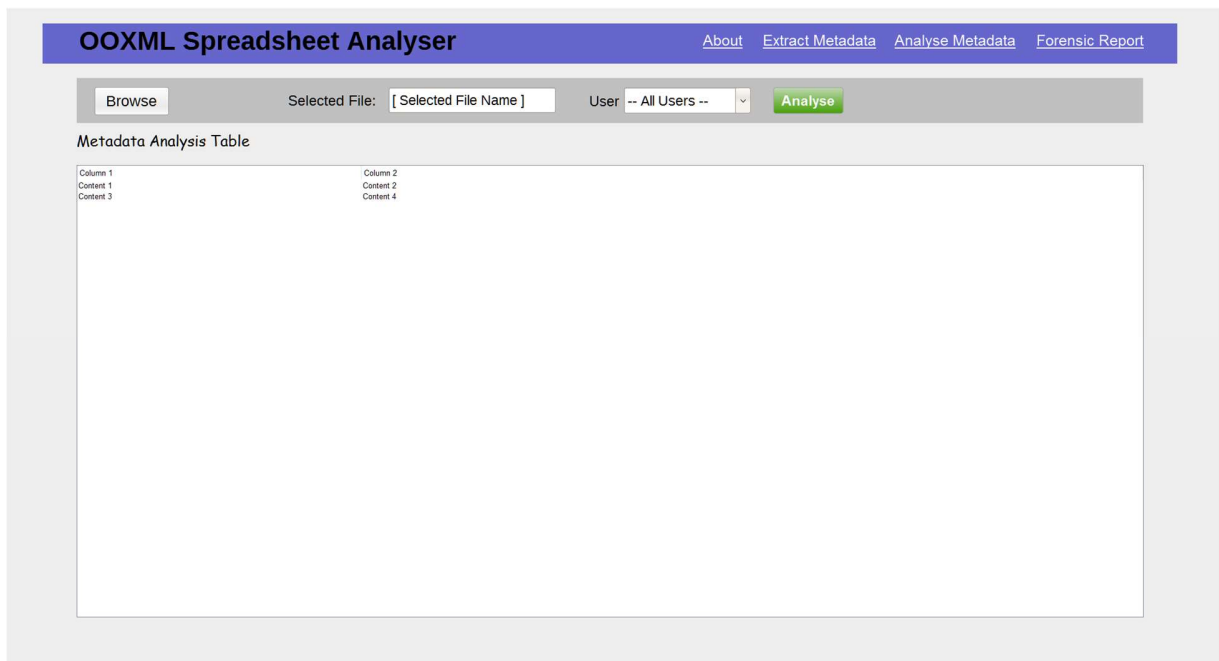 OOXML Spreadsheet Analyser About Extract Metadata Analyse Metadata Forensic Report
Browse Selected File: [ Selected File Name ] User -- All Users -- Analyse
Metadata Analysis Table
Column 1 Column 2
Content 1 Content 2
Content 3 Content 4